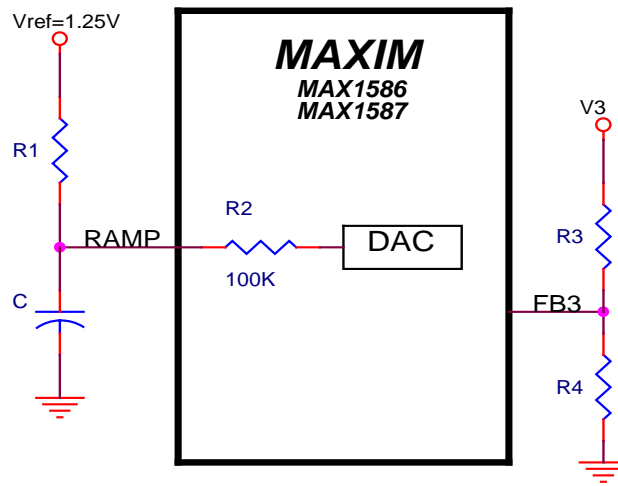 Vref=1.25V
MAXIM
MAX1586
MAX1587
V3
R1
R2
RAMP
DAC
R3
100K
C
FB3
R4